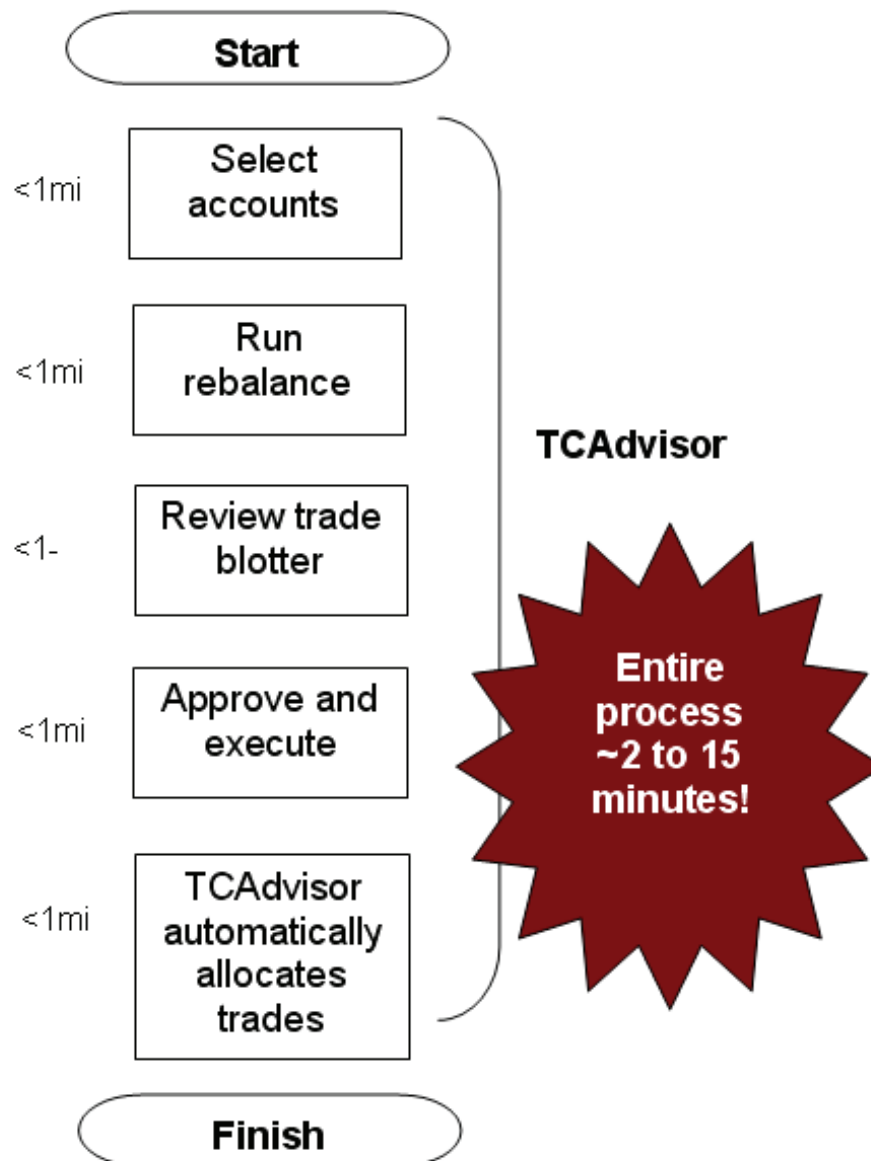 Start
<1mi
Select
accounts
<1mi
Run
rebalance
TCAdvisor
<1-
Review trade
blotter
Entire
process
~2 to 15
minutes!
<1mi
Approve and
execute
<1mi
TCAdvisor
automatically
allocates
trades
Finish